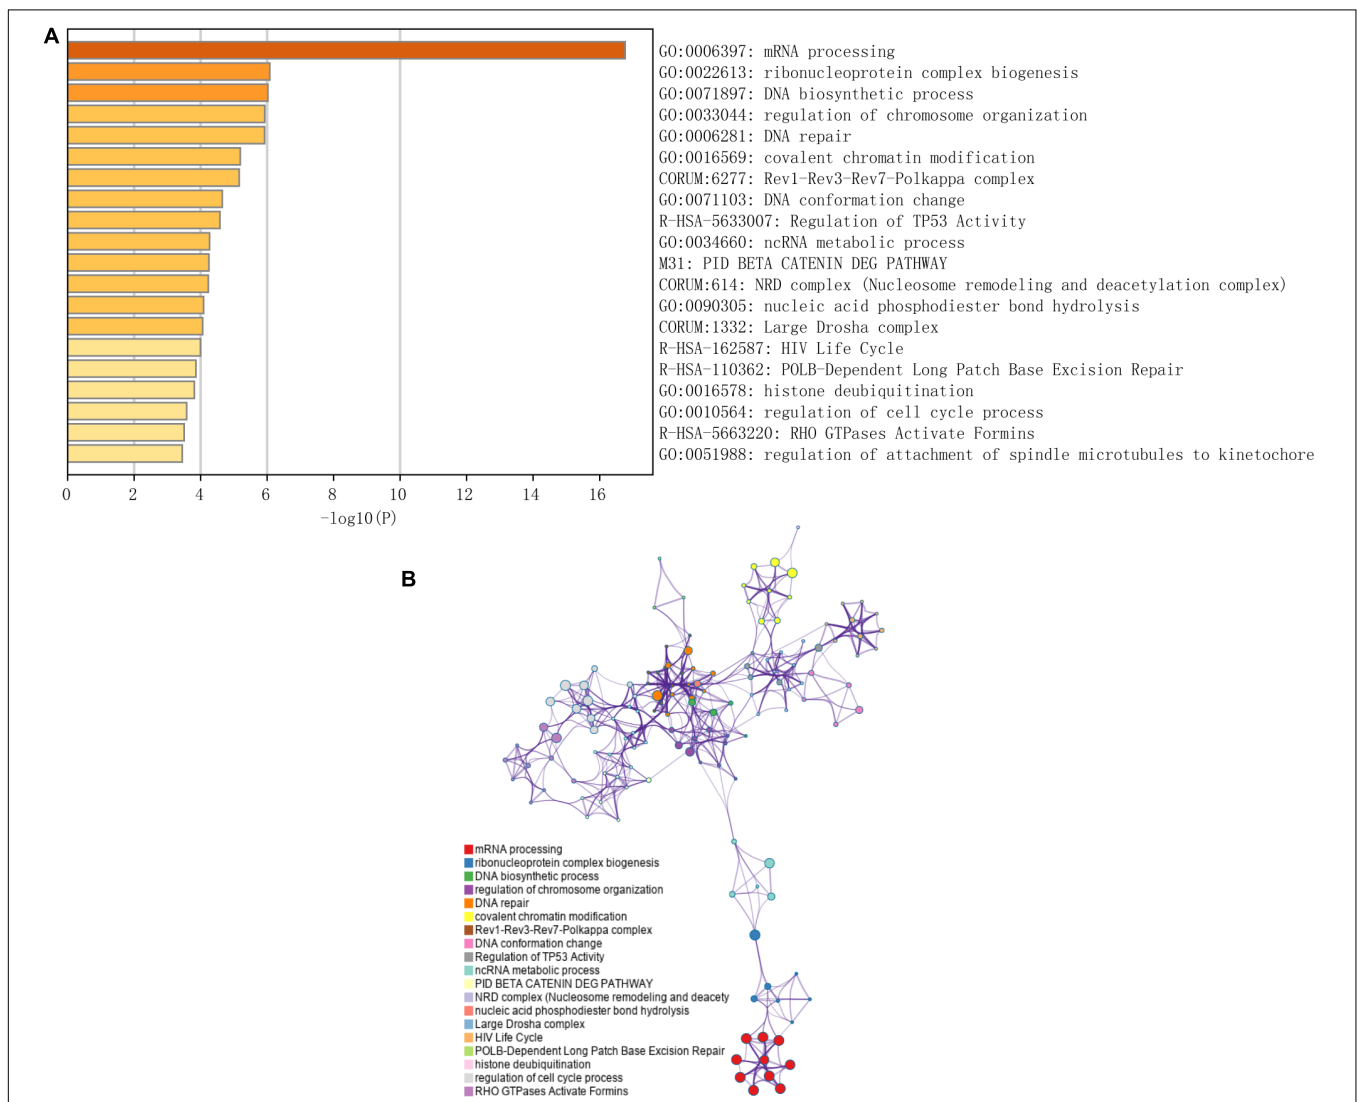 A
GO:0006397: mRNA processing
GO:0022613: ribonucleoprotein complex biogenesis
GO:0071897: DNA biosynthetic process
GO:0033044: regulation of chromosome organization
GO:0006281: DNA repair
GO:0016569: covalent chromatin modification
CORUM:6277: Rev1-Rev3-Rev7-Polkappa complex
GO:0071103: DNA conformation change
R-HSA-5633007: Regulation of TP53 Activity
GO:0034660: ncRNA metabolic process
M31: PID BETA CATENIN DEG PATHWAY
CORUM:614: NRD complex (Nucleosome remodeling and deacetylation complex)
GO:0090305: nucleic acid phosphodiester bond hydrolysis
CORUM:1332: Large Drosha complex
R-HSA-162587: HIV Life Cycle
R-HSA-110362: POLB-Dependent Long Patch Base Excision Repair
GO:0016578: histone deubiquitination
GO:0010564: regulation of cell cycle process
R-HSA-5663220: RHO GTPases Activate Formins
GO:0051988: regulation of attachment of spindle microtubules to kinetochore
0 2 4 6 8 10 12 14 16
-log10(P)
B
mRNA processing
ribonucleoprotein complex biogenesis
DNA biosynthetic process
regulation of chromosome organization
DNA repair
covalent chromatin modification
Rev1-Rev3-Rev7-Polkappa complex
DNA conformation change
Regulation of TP53 Activity
ncRNA metabolic process
PID BETA CATENIN DEG PATHWAY
NRD complex (Nucleosome remodeling and deacety
nucleic acid phosphodiester bond hydrolysis
Large Drosha complex
HIV Life Cycle
POLB-Dependent Long Patch Base Excision Repair
histone deubiquitination
regulation of cell cycle process
RHO GTPases Activate Formins